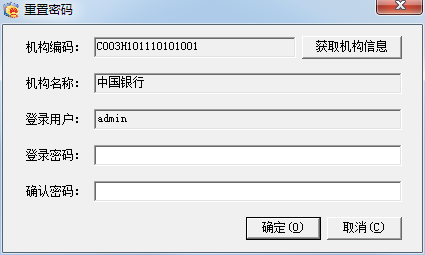 重置密码
机构编码： C003H101110101001 获取机构信息
机构名称： 中国银行
登录用户： admin
登录密码：
确认密码：
确定(O) 取消(C)